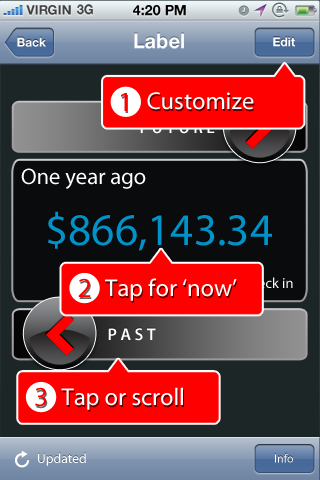 VIRGIN 3G 4:20 PM
Back Label Edit
1 Customize
FUTURE
One year ago
$866,143.34
2 Tap for ‘now’
in
PAST
3 Tap or scroll
Updated Info